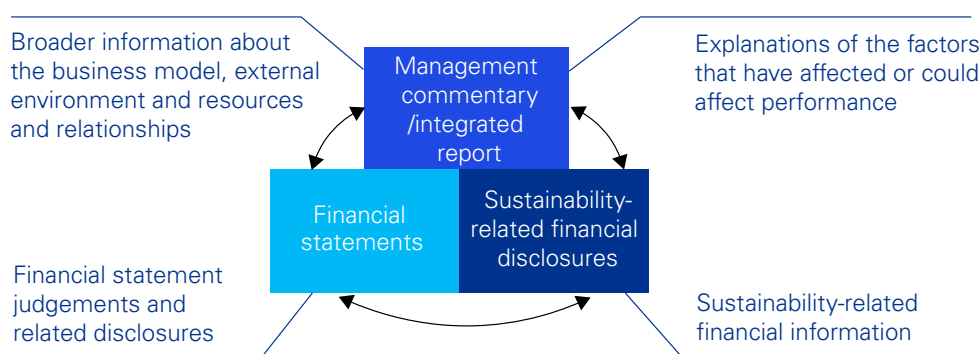 Broader information about
the business model, external
environment and resources
and relationships
Management
commentary
/integrated
report
Explanations of the factors
that have affected or could
affect performance
Financial
statements
Sustainability-
related financial
disclosures
Financial statement
judgements and
related disclosures
Sustainability-related
financial information